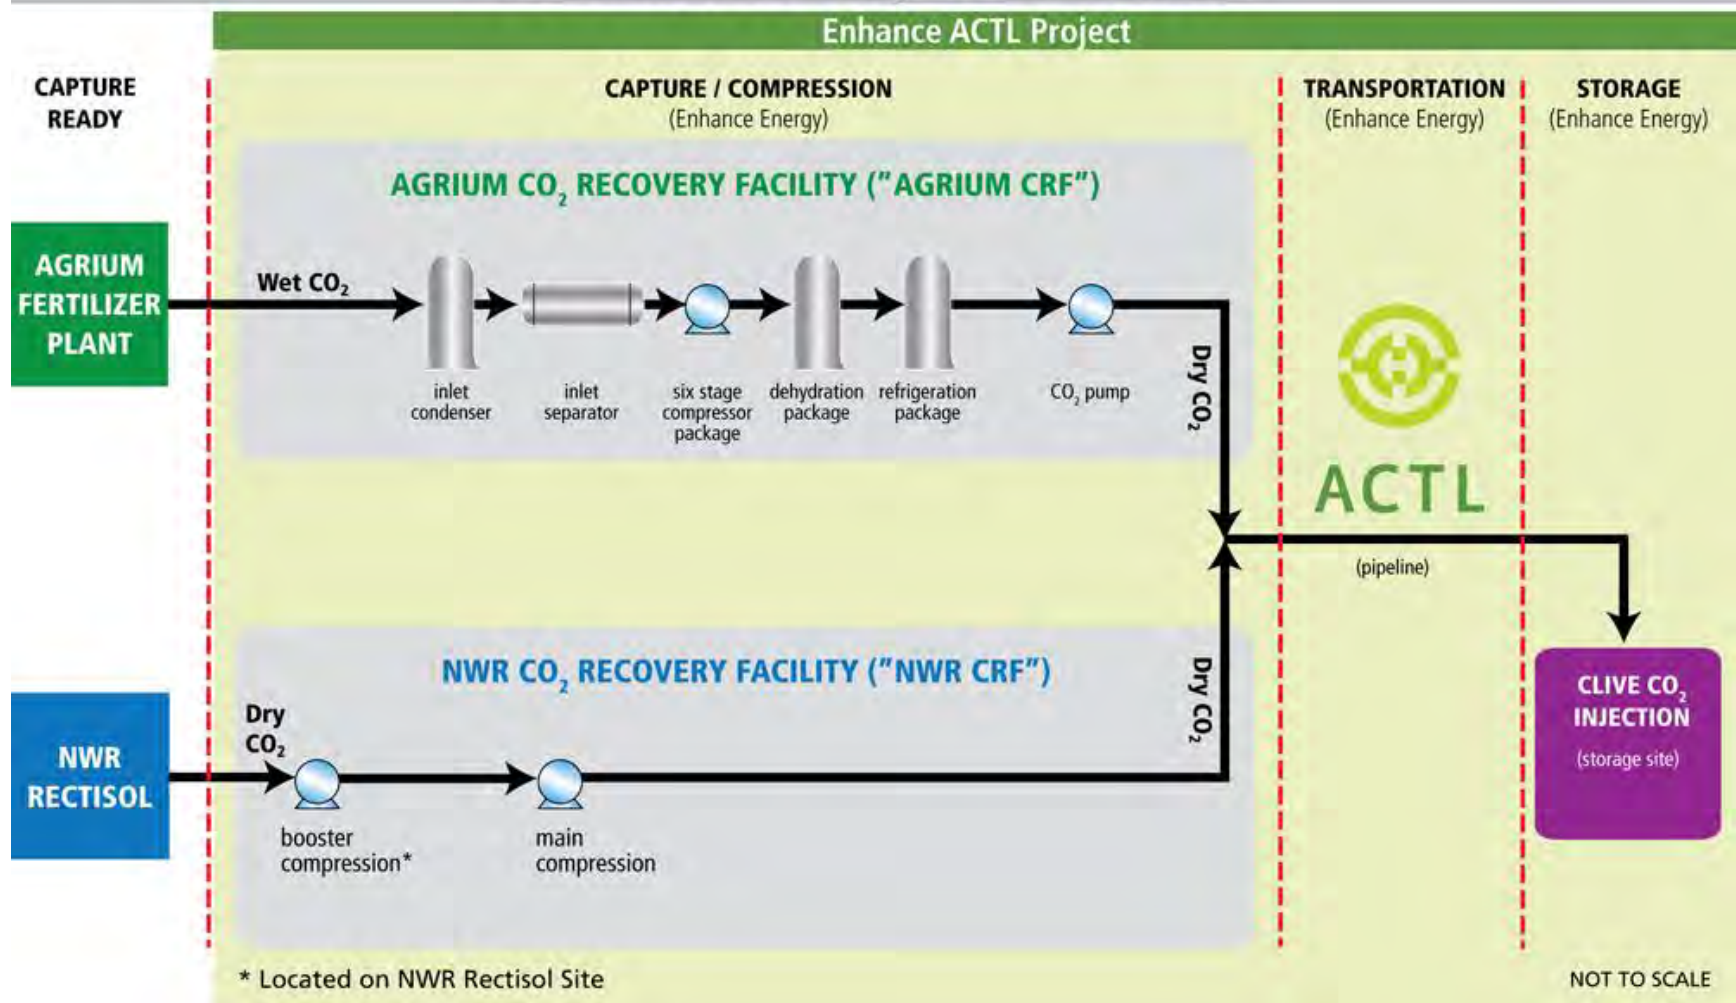 Enhance ACTL Project
CAPTURE
READY
CAPTURE / COMPRESSION
(Enhance Energy)
TRANSPORTATION
(Enhance Energy)
STORAGE
(Enhance Energy)
AGRIUM CO₂ RECOVERY FACILITY ("AGRIUM CRF")
AGRIUM
FERTILIZER
PLANT
Wet CO₂
inlet
condenser
inlet
separator
six stage
compressor
package
dehydration
package
refrigeration
package
CO₂ pump
Dry CO₂
ACTL
(pipeline)
NWR CO₂ RECOVERY FACILITY ("NWR CRF")
NWR
RECTISOL
Dry
CO₂
booster
compression*
main
compression
Dry CO₂
CLIVE CO₂
INJECTION
(storage site)
* Located on NWR Rectisol Site
NOT TO SCALE